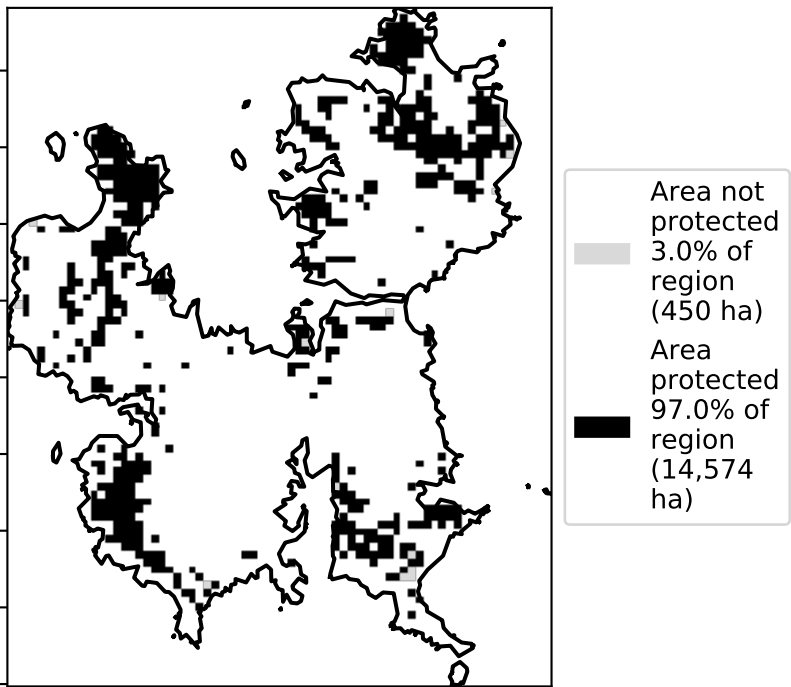 Area not
protected
3.0% of
region
(450 ha)
Area
protected
97.0% of
region
(14,574
ha)